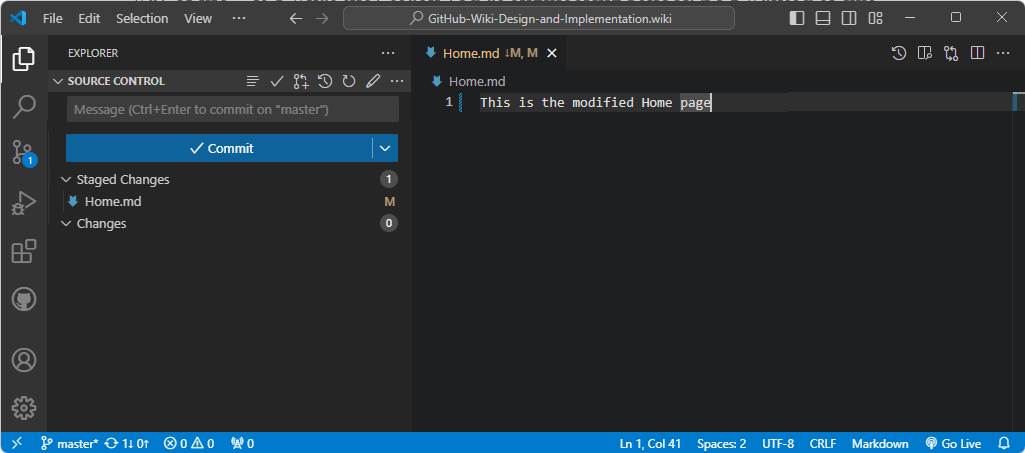 File Edit Selection View ··· GitHub-Wiki-Design-and-Implementation.wiki
EXPLORER ···
SOURCE CONTROL ···
Message (Ctrl+Enter to commit on "master")
Commit
Staged Changes 1
Home.md M
Changes 0
1
Home.md ↓M, M
Home.md
1 This is the modified Home page
master* 1↓ 0↑ 0 0 0 Ln 1, Col 41 Spaces: 2 UTF-8 CRLF Markdown Go Live